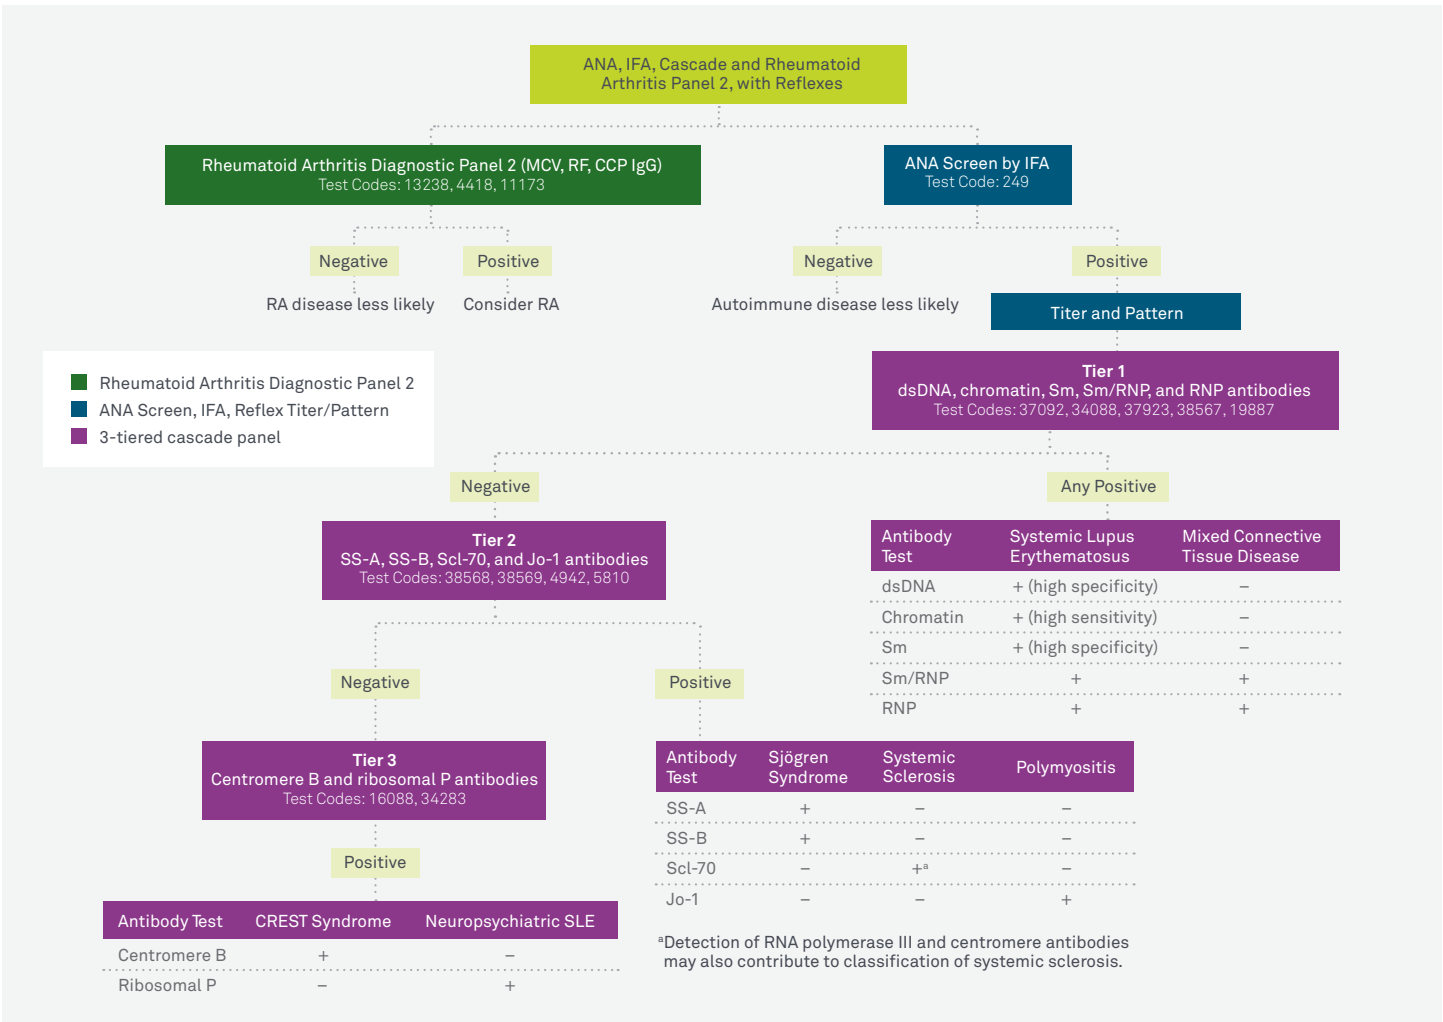 ANA, IFA, Cascade and Rheumatoid
Arthritis Panel 2, with Reflexes
Rheumatoid Arthritis Diagnostic Panel 2 (MCV, RF, CCP IgG)
Test Codes: 13238, 4418, 11173
ANA Screen by IFA
Test Code: 249
Negative
Positive
Negative
Positive
RA disease less likely
Consider RA
Autoimmune disease less likely
Titer and Pattern
Rheumatoid Arthritis Diagnostic Panel 2
ANA Screen, IFA, Reflex Titer/Pattern
3-tiered cascade panel
Tier 1
dsDNA, chromatin, Sm, Sm/RNP, and RNP antibodies
Test Codes: 37092, 34088, 37923, 38567, 19887
Negative
Any Positive
Tier 2
SS-A, SS-B, Scl-70, and Jo-1 antibodies
Test Codes: 38568, 38569, 4942, 5810
Antibody Test Systemic Lupus Erythematosus Mixed Connective Tissue Disease
dsDNA + (high specificity) –
Chromatin + (high sensitivity) –
Sm + (high specificity) –
Sm/RNP + +
RNP + +
Negative
Positive
Tier 3
Centromere B and ribosomal P antibodies
Test Codes: 16088, 34283
Antibody Test Sjögren Syndrome Systemic Sclerosis Polymyositis
SS-A + – –
SS-B + – –
Scl-70 – +ᵃ –
Jo-1 – – +
ᵃDetection of RNA polymerase III and centromere antibodies
may also contribute to classification of systemic sclerosis.
Positive
Antibody Test CREST Syndrome Neuropsychiatric SLE
Centromere B + –
Ribosomal P – +